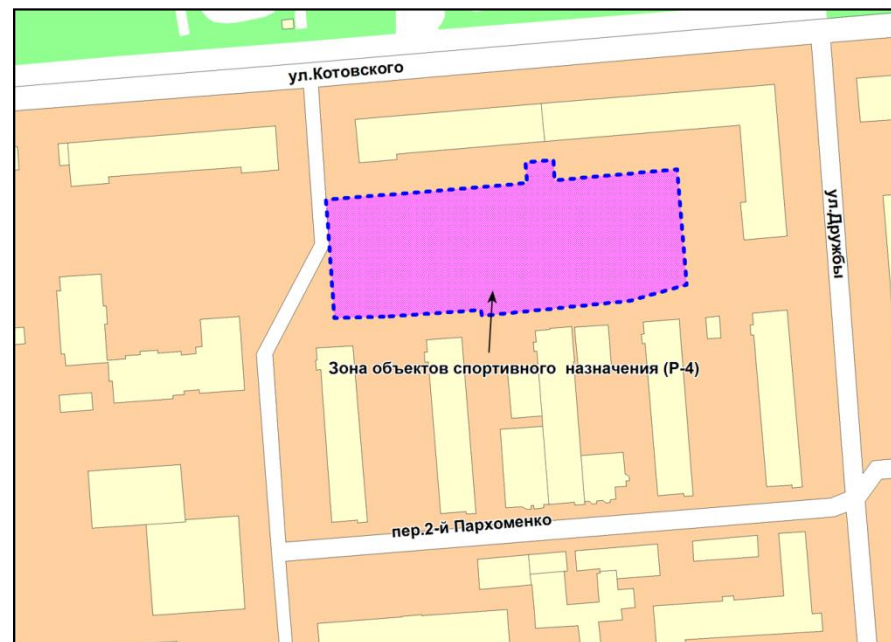 ул.Котовского
ул.Дружбы
Зона объектов спортивного назначения (Р-4)
пер.2-й Пархоменко